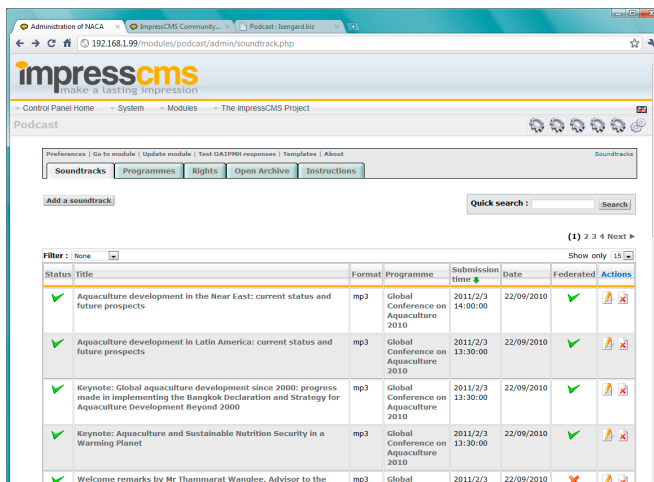 Administration of NACA
ImpressCMS Community...
Podcast : Isengard.biz
192.168.1.99/modules/podcast/admin/soundtrack.php
impresscms
make a lasting impression
Control Panel Home System Modules The ImpressCMS Project
Podcast
Preferences | Go to module | Update module | Test OAIPMH responses | Templates | About
Soundtracks
Soundtracks Programmes Rights Open Archive Instructions
Add a soundtrack
Quick search : Search
(1) 2 3 4 Next ►
Filter : None
Show only 15
Status Title Format Programme Submission time Date Federated Actions
Aquaculture development in the Near East: current status and
future prospects
mp3
Global
Conference on
Aquaculture
2010
2011/2/3
14:00:00
22/09/2010
Aquaculture development in Latin America: current status and
future prospects
mp3
Global
Conference on
Aquaculture
2010
2011/2/3
13:30:00
22/09/2010
Keynote: Global aquaculture development since 2000: progress
made in implementing the Bangkok Declaration and Strategy for
Aquaculture Development Beyond 2000
mp3
Global
Conference on
Aquaculture
2010
2011/2/3
13:30:00
22/09/2010
Keynote: Aquaculture and Sustainable Nutrition Security in a
Warming Planet
mp3
Global
Conference on
Aquaculture
2010
2011/2/3
13:30:00
22/09/2010
Welcome remarks by Mr Thammarat Wanglee, Advisor to the
mp3
Global
2011/2/3
22/09/2010